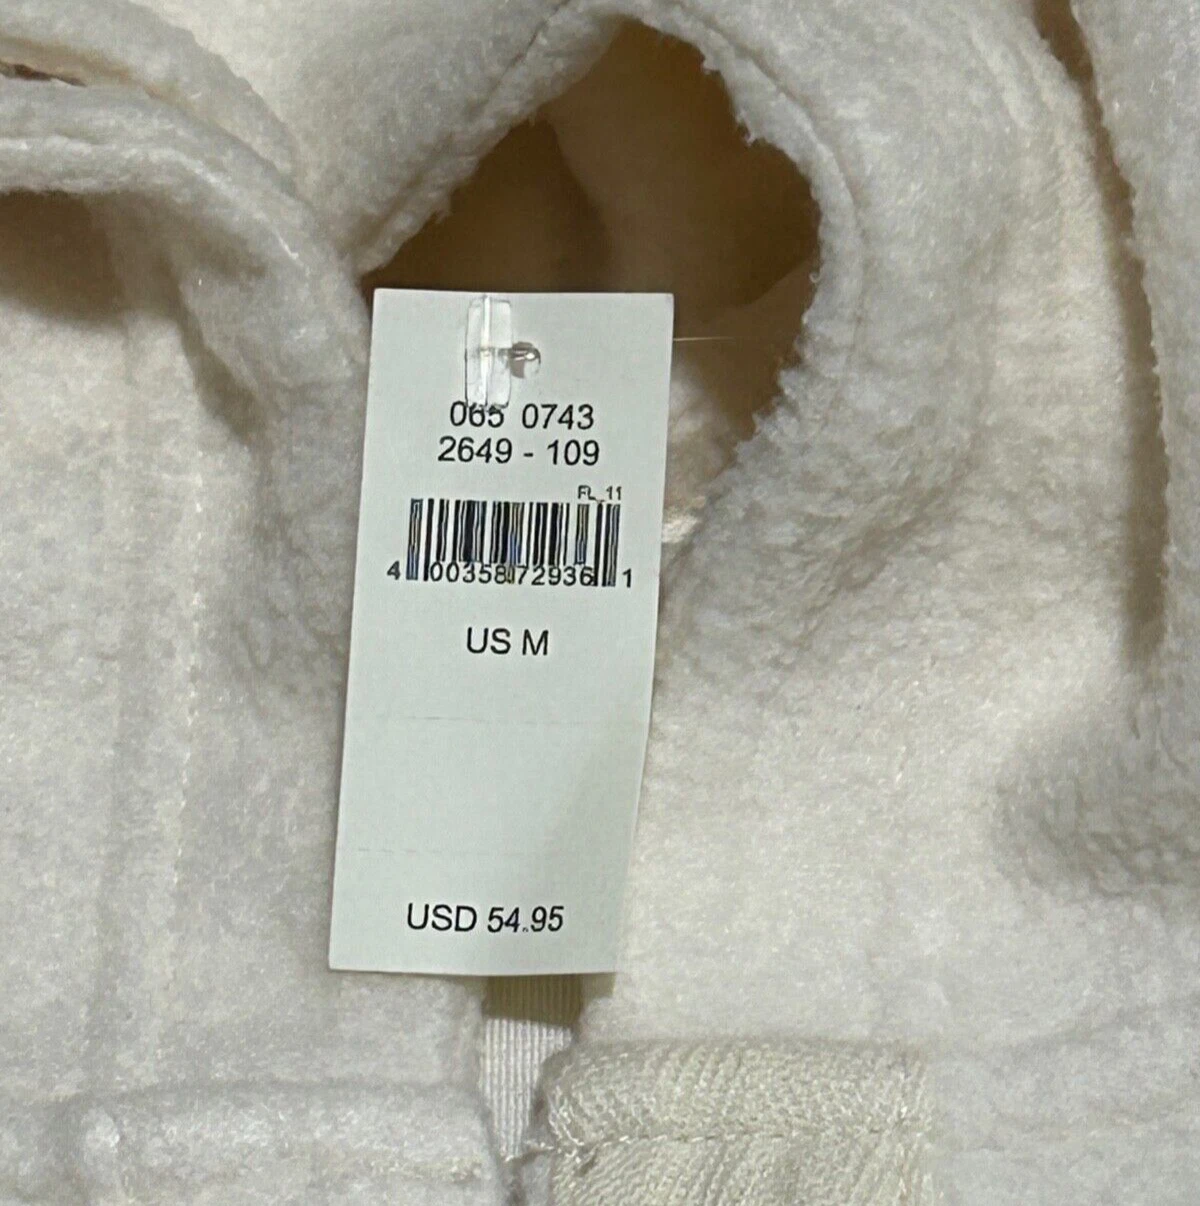 065 0743
2649 - 109
FL_11
4 00358 72936 1
US M
USD 54.95